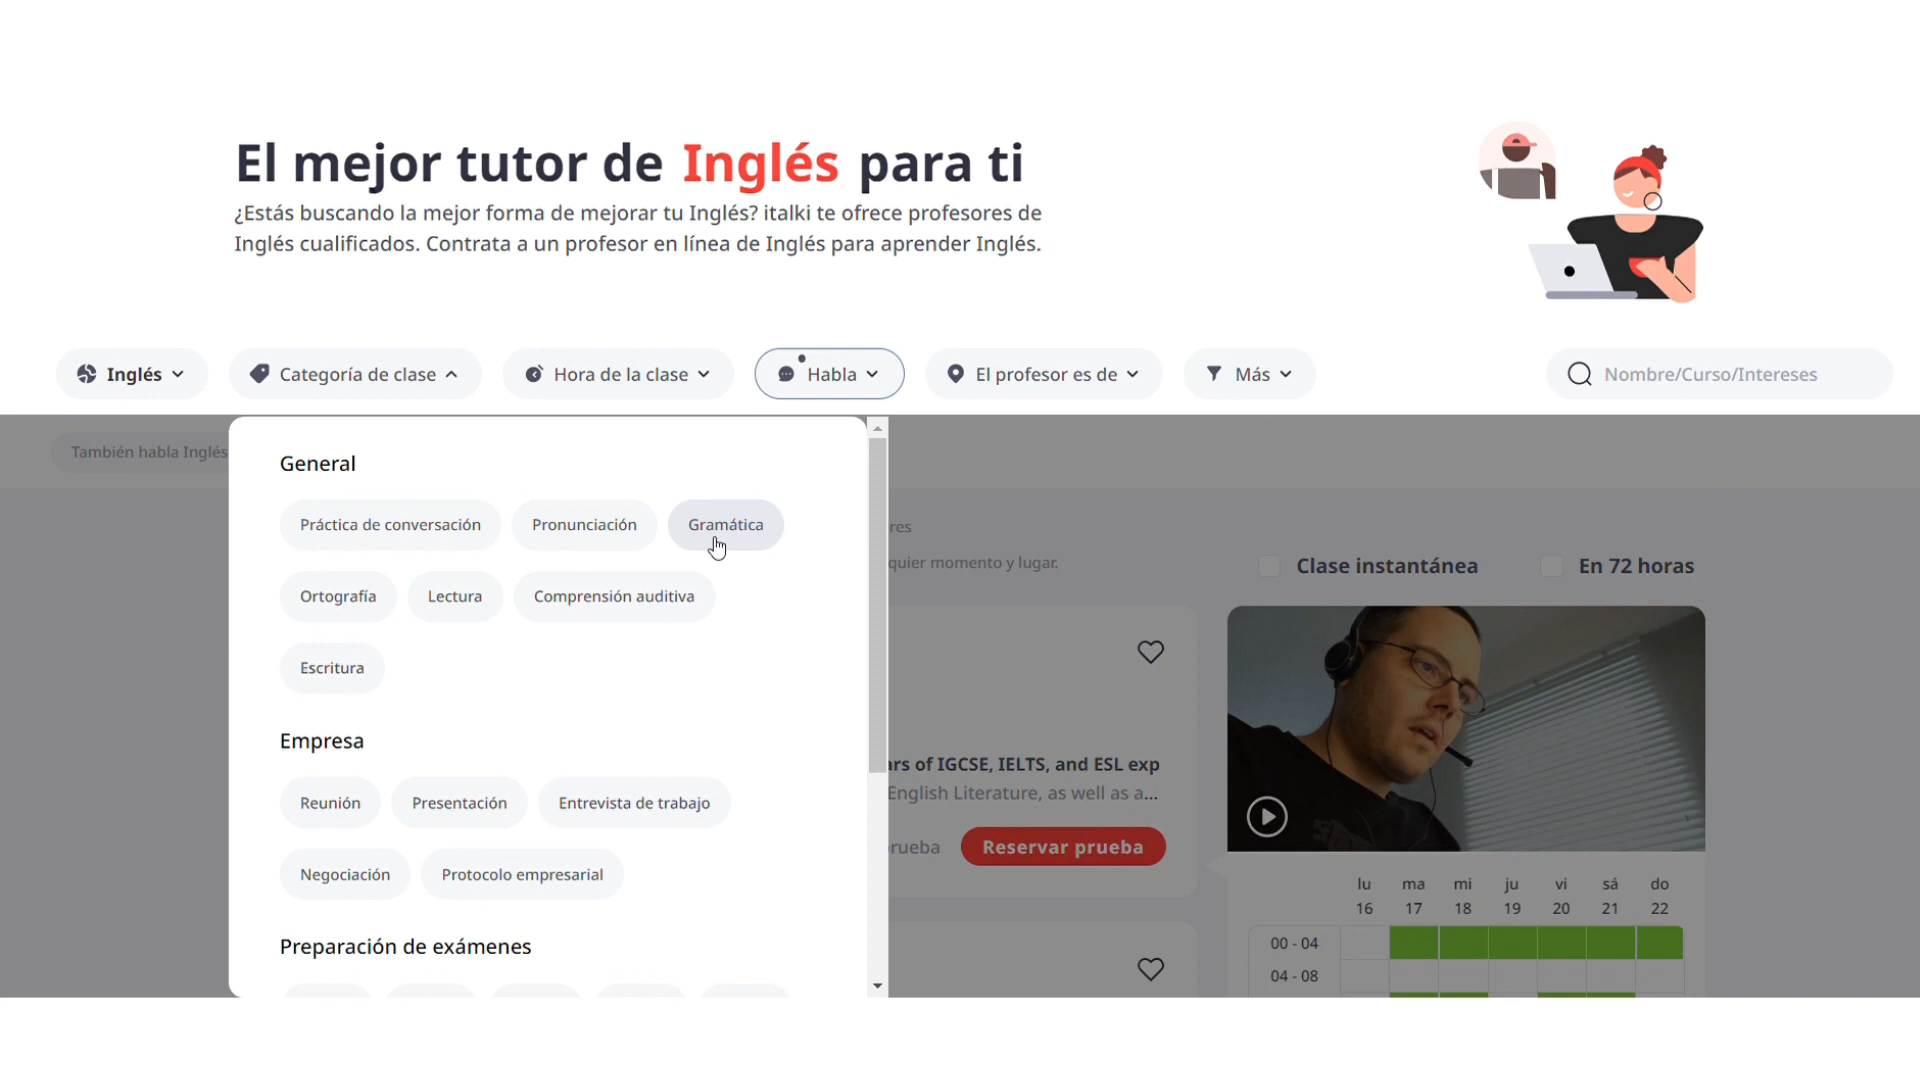 El mejor tutor de Inglés para ti
¿Estás buscando la mejor forma de mejorar tu Inglés? italki te ofrece profesores de
Inglés cualificados. Contrata a un profesor en línea de Inglés para aprender Inglés.
Inglés
Categoría de clase
Hora de la clase
Habla
El profesor es de
Más
Nombre/Curso/Intereses
También habla Inglés
General
Práctica de conversación
Pronunciación
Gramática
Ortografía
Lectura
Comprensión auditiva
Escritura
Empresa
Reunión
Presentación
Entrevista de trabajo
Negociación
Protocolo empresarial
Preparación de exámenes
res
quier momento y lugar.
Clase instantánea
En 72 horas
ars of IGCSE, IELTS, and ESL exp
English Literature, as well as a...
rueba
Reservar prueba
lu ma mi ju vi sá do
16 17 18 19 20 21 22
00 - 04
04 - 08